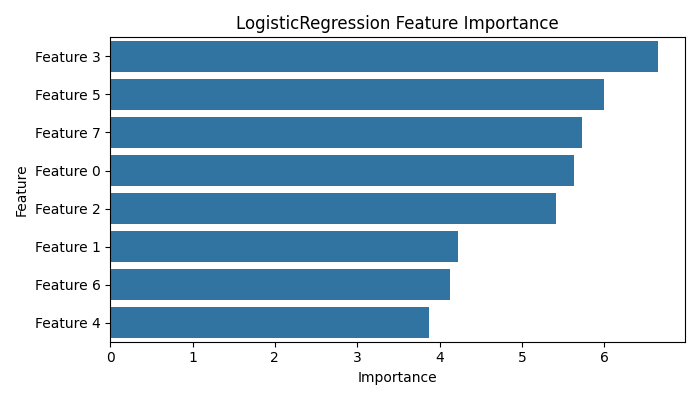 LogisticRegression Feature Importance
Feature 3
Feature 5
Feature 7
Feature 0
Feature 2
Feature 1
Feature 6
Feature 4
Feature
0 1 2 3 4 5 6
Importance